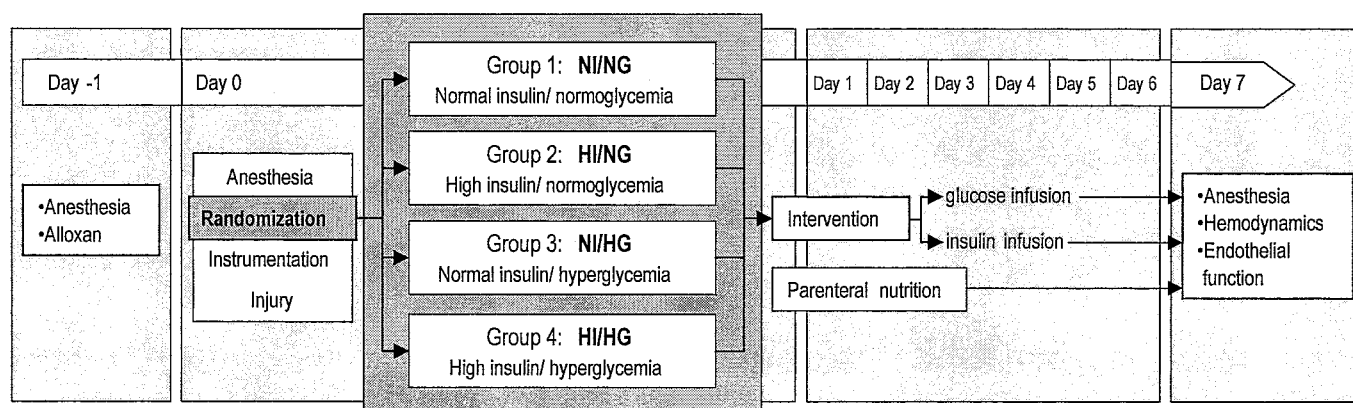 Day -1
Day 0
Day 1
Day 2
Day 3
Day 4
Day 5
Day 6
Day 7
•Anesthesia
•Alloxan
Anesthesia
Randomization
Instrumentation
Injury
Group 1: NI/NG
Normal insulin/ normoglycemia
Group 2: HI/NG
High insulin/ normoglycemia
Group 3: NI/HG
Normal insulin/ hyperglycemia
Group 4: HI/HG
High insulin/ hyperglycemia
Intervention
glucose infusion
insulin infusion
Parenteral nutrition
•Anesthesia
•Hemodynamics
•Endothelial
function